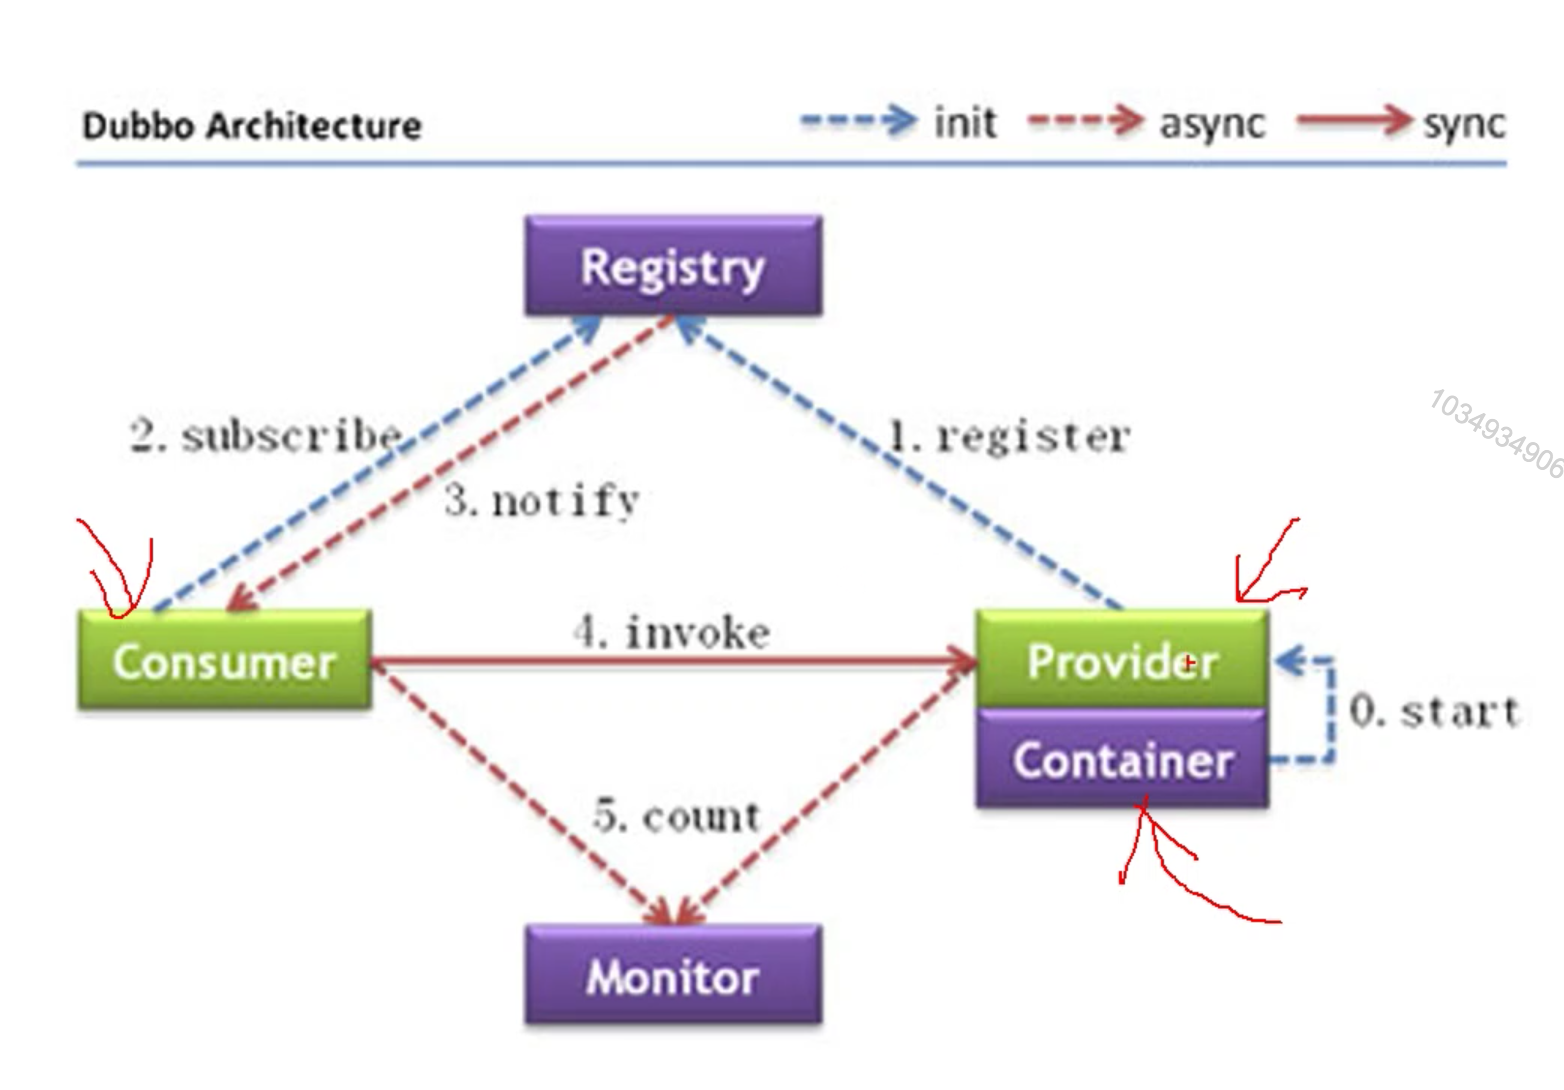 Dubbo Architecture
init
async
sync
Registry
2. subscribe
1. register
3. notify
1034934906
4. invoke
Consumer
Provider
0. start
Container
5. count
Monitor